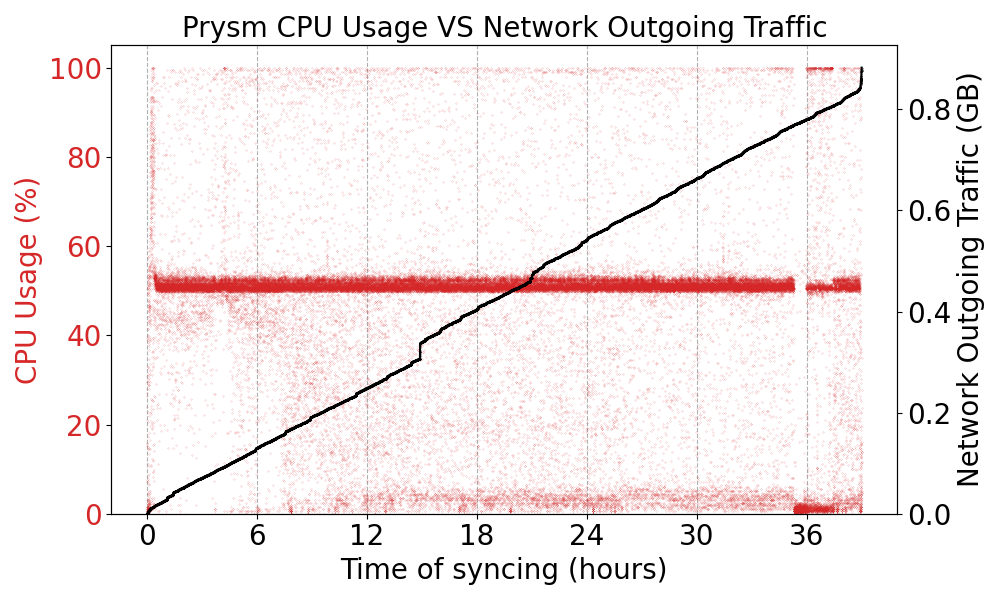 Prysm CPU Usage VS Network Outgoing Traffic
CPU Usage (%)
100
80
60
40
20
0
0.8
0.6
0.4
0.2
0.0
Network Outgoing Traffic (GB)
0 6 12 18 24 30 36
Time of syncing (hours)